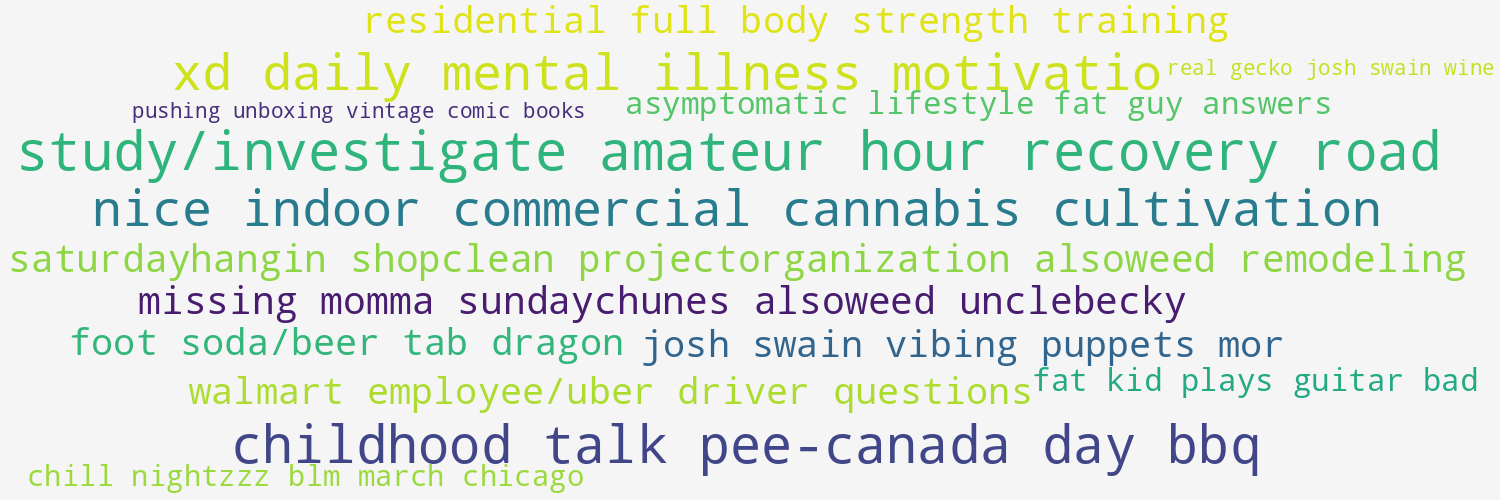 residential full body strength training
xd daily mental illness motivatio
real gecko josh swain wine
pushing unboxing vintage comic books
asymptomatic lifestyle fat guy answers
study/investigate amateur hour recovery road
nice indoor commercial cannabis cultivation
saturdayhangin shopclean projectorganization alsoweed remodeling
missing momma sundaychunes alsoweed unclebecky
foot soda/beer tab dragon
josh swain vibing puppets mor
walmart employee/uber driver questions
fat kid plays guitar bad
childhood talk pee-canada day bbq
chill nightzzz blm march chicago